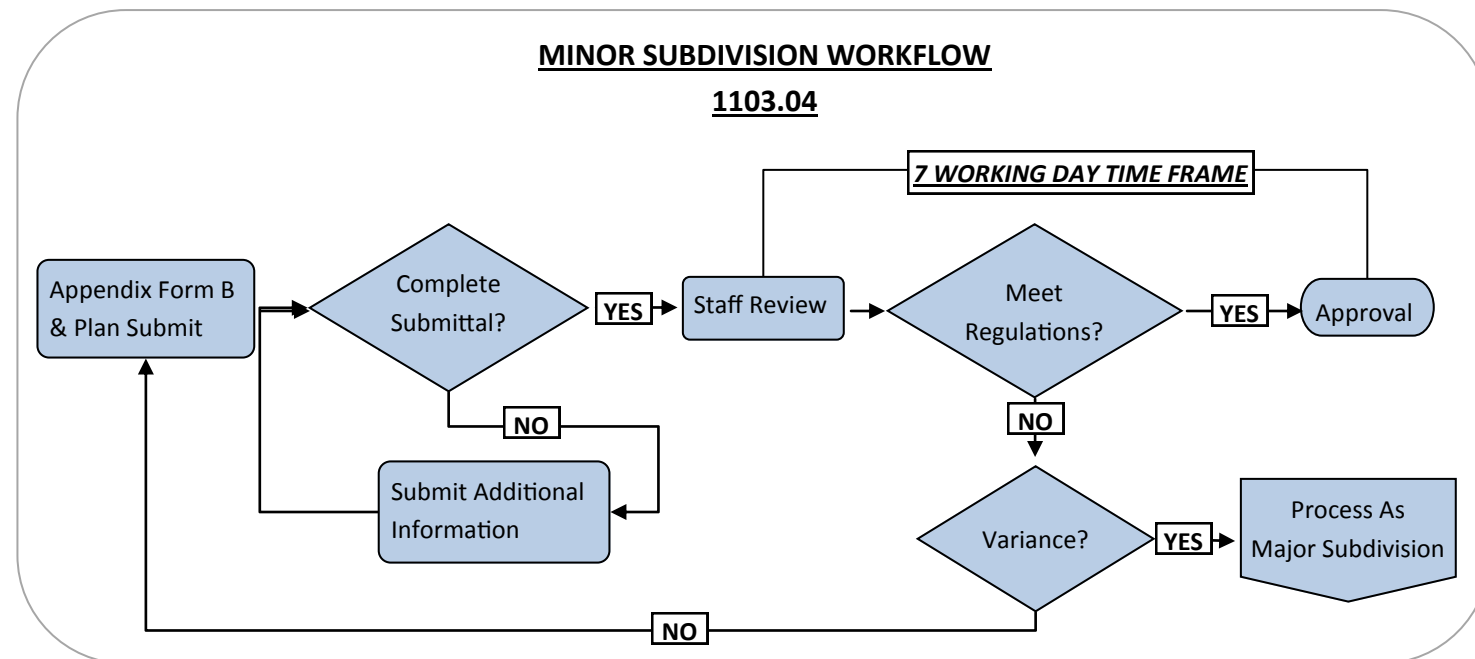 MINOR SUBDIVISION WORKFLOW
1103.04
7 WORKING DAY TIME FRAME
Appendix Form B
& Plan Submit
Complete
Submittal?
YES
Staff Review
Meet
Regulations?
YES
Approval
NO
Submit Additional
Information
NO
Variance?
YES
Process As
Major Subdivision
NO